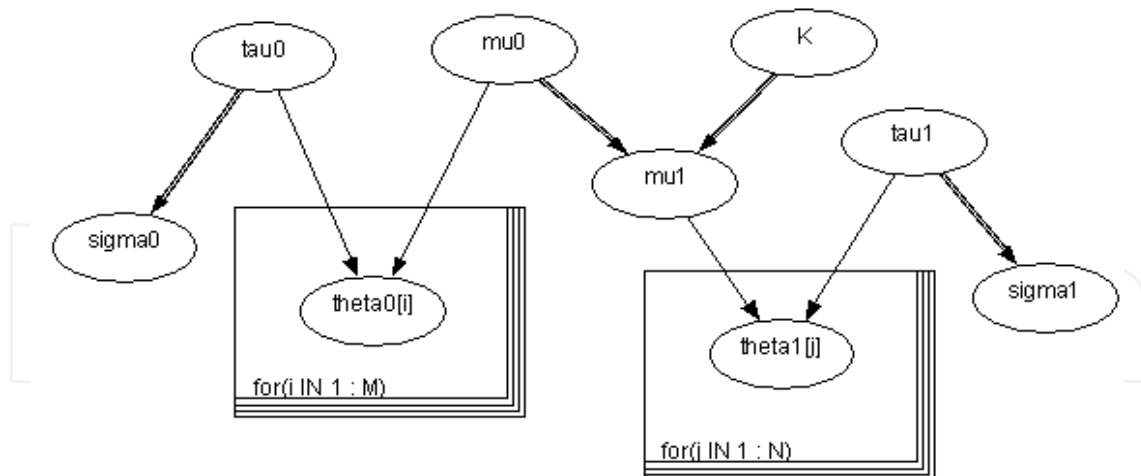 tau0
mu0
K
tau1
mu1
sigma0
sigma1
theta0[i]
theta1[j]
for(i IN 1 : M)
for(j IN 1 : N)